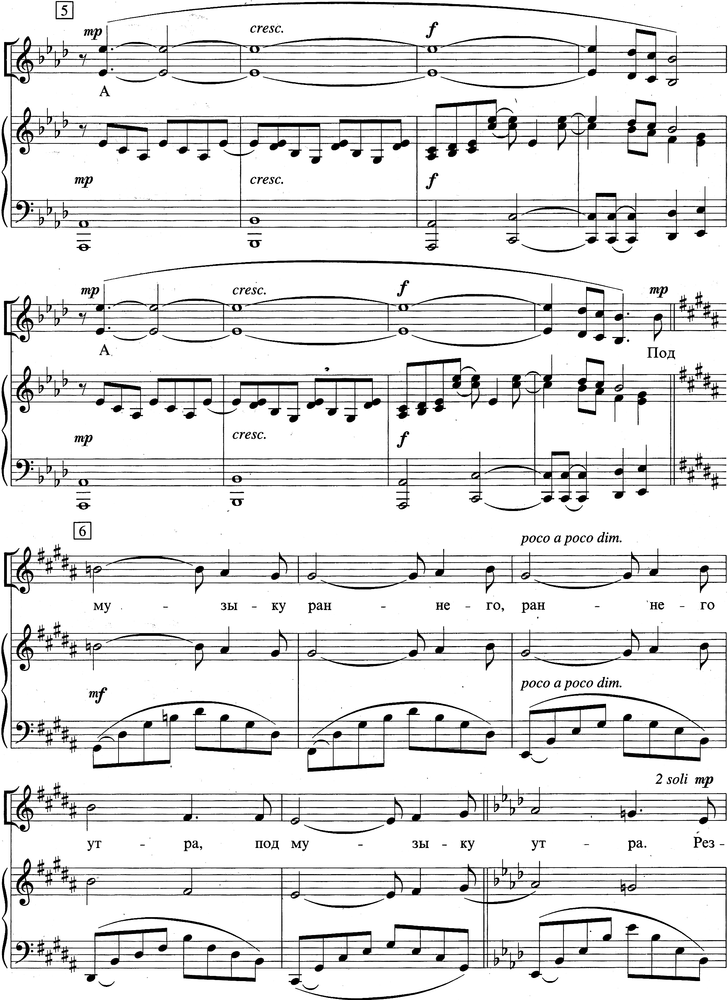 5
mp cresc. f
А
mp cresc. f
mp cresc. f mp
А Под
mp cresc. f
6
poco a poco dim.
му - зы - ку ран - не - го, ран - не - го
poco a poco dim.
mf
2 soli mp
ут - ра, под му - зы - ку ут - ра. Рез -